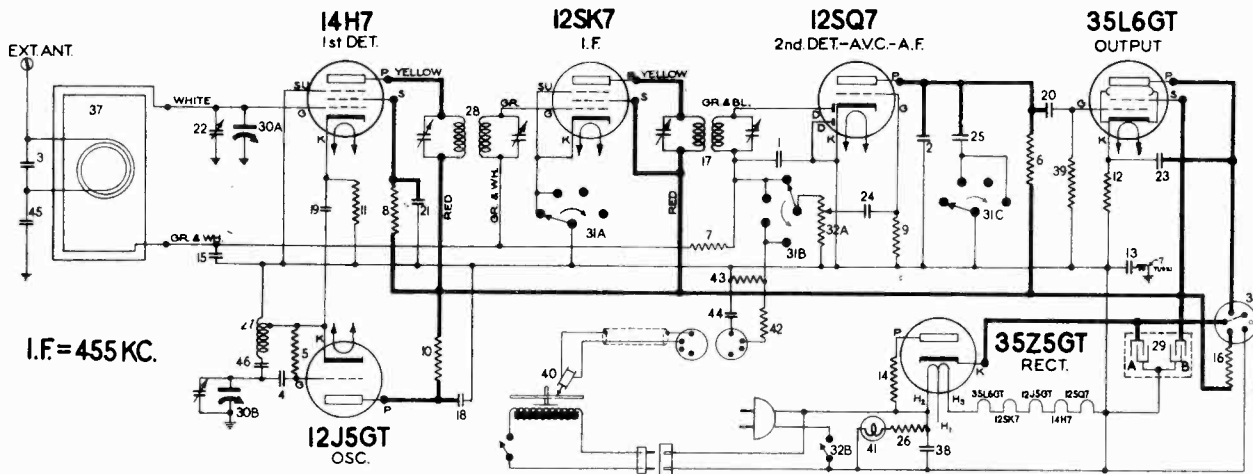 14H7
1st DET.
12SK7
I.F.
12SQ7
2nd. DET.-A.V.C.-A.F.
35L6GT
OUTPUT
EXT. ANT.
37
3
45
WHITE
22
30A
GR. & WH.
15
SU
G
P
S
K
YELLOW
28
19
11
8
21
RED
GR.
GR. & WH.
SU
G
K
S
YELLOW
31A
17
RED
GR. & BL.
D
D
K
P
G
1
7
31B
32A
24
9
2
25
31C
20
6
39
G
K
P
S
12
23
13
I.F. = 455 KC.
46
5
4
30B
K
G
P
10
18
12J5GT
OSC.
43
44
42
40
14
P
K
H2
H3
H1
35Z5GT
RECT.
41
26
38
32B
35L6GT
12SK7
12J5GT
14H7
12SQ7
A
29
B
16